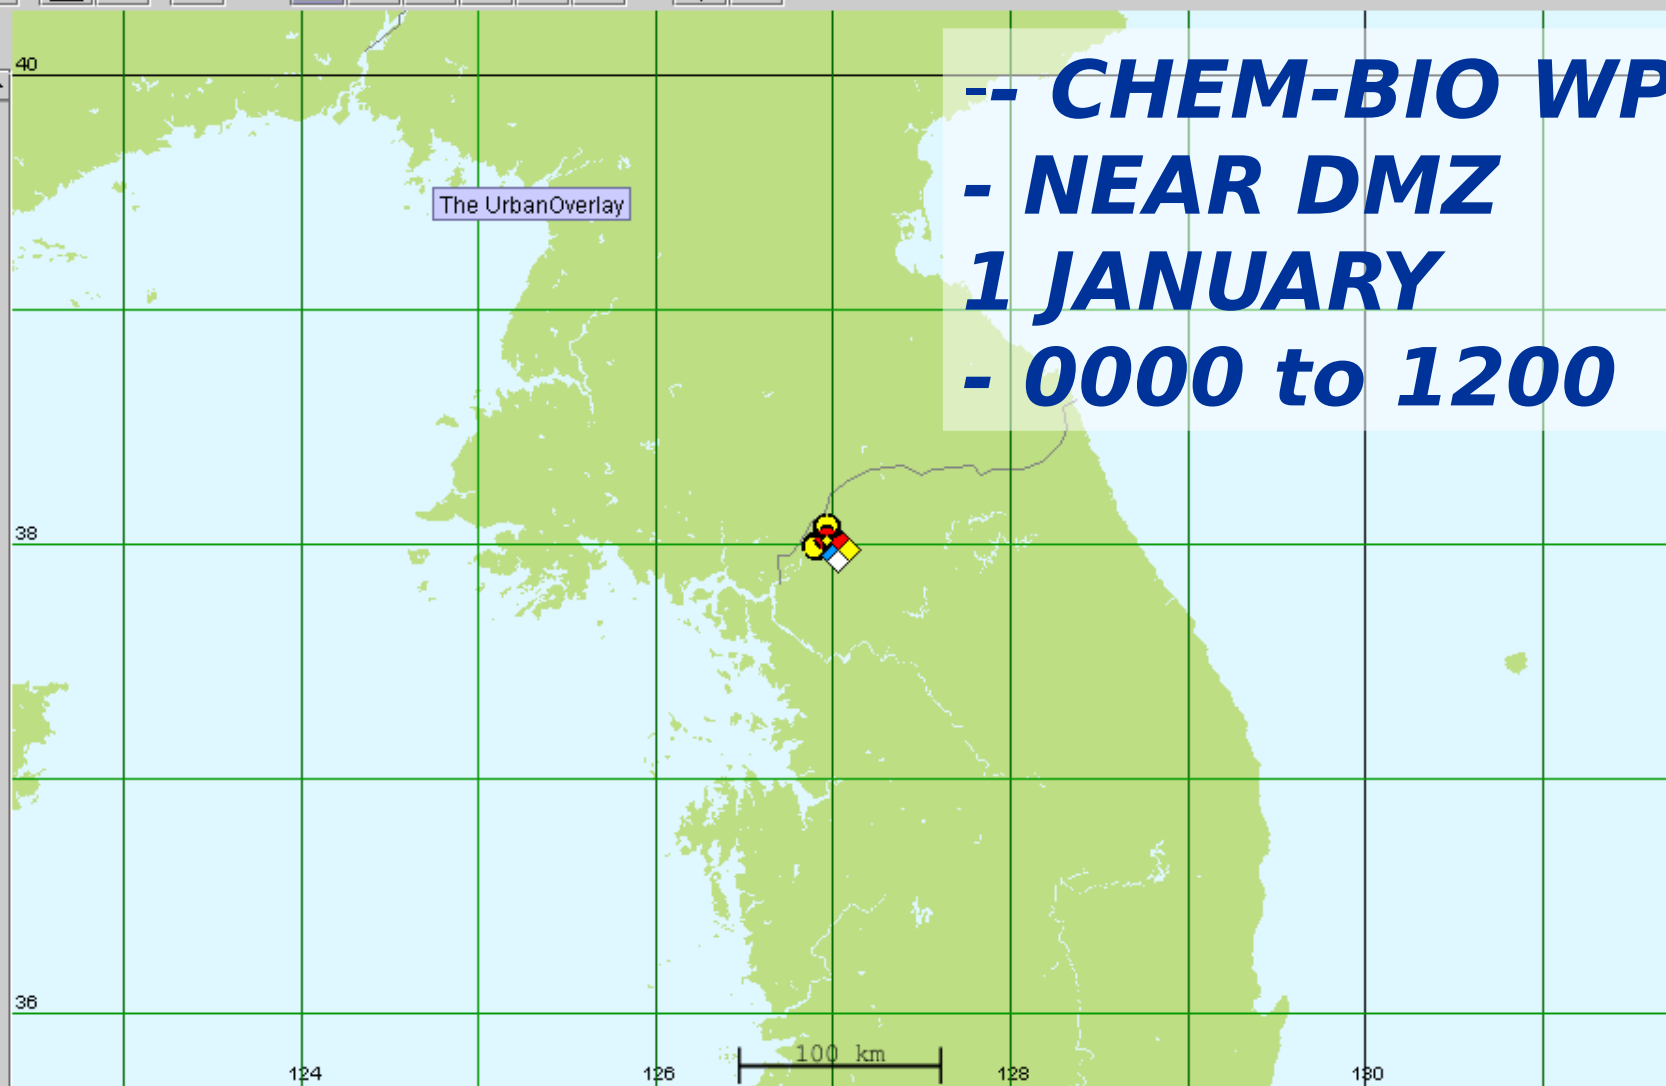 40
-- CHEM-BIO WP
- NEAR DMZ
The UrbanOverlay
1 JANUARY
- 0000 to 1200
38
36
100 km
124
126
128
130